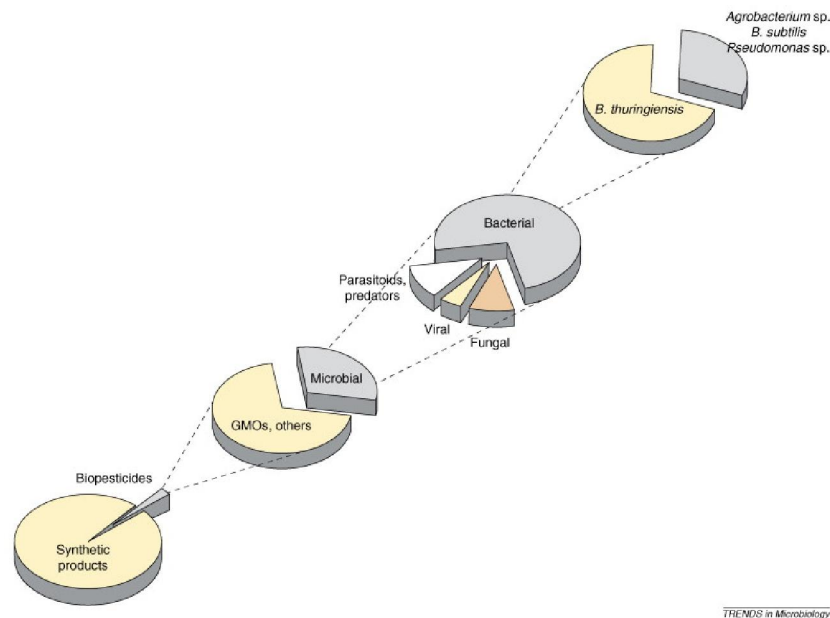 Agrobacterium sp.
B. subtilis
Pseudomonas sp.
B. thuringiensis
Bacterial
Parasitoids,
predators
Viral
Fungal
Microbial
GMOs, others
Biopesticides
Synthetic
products
TRENDS in Microbiology